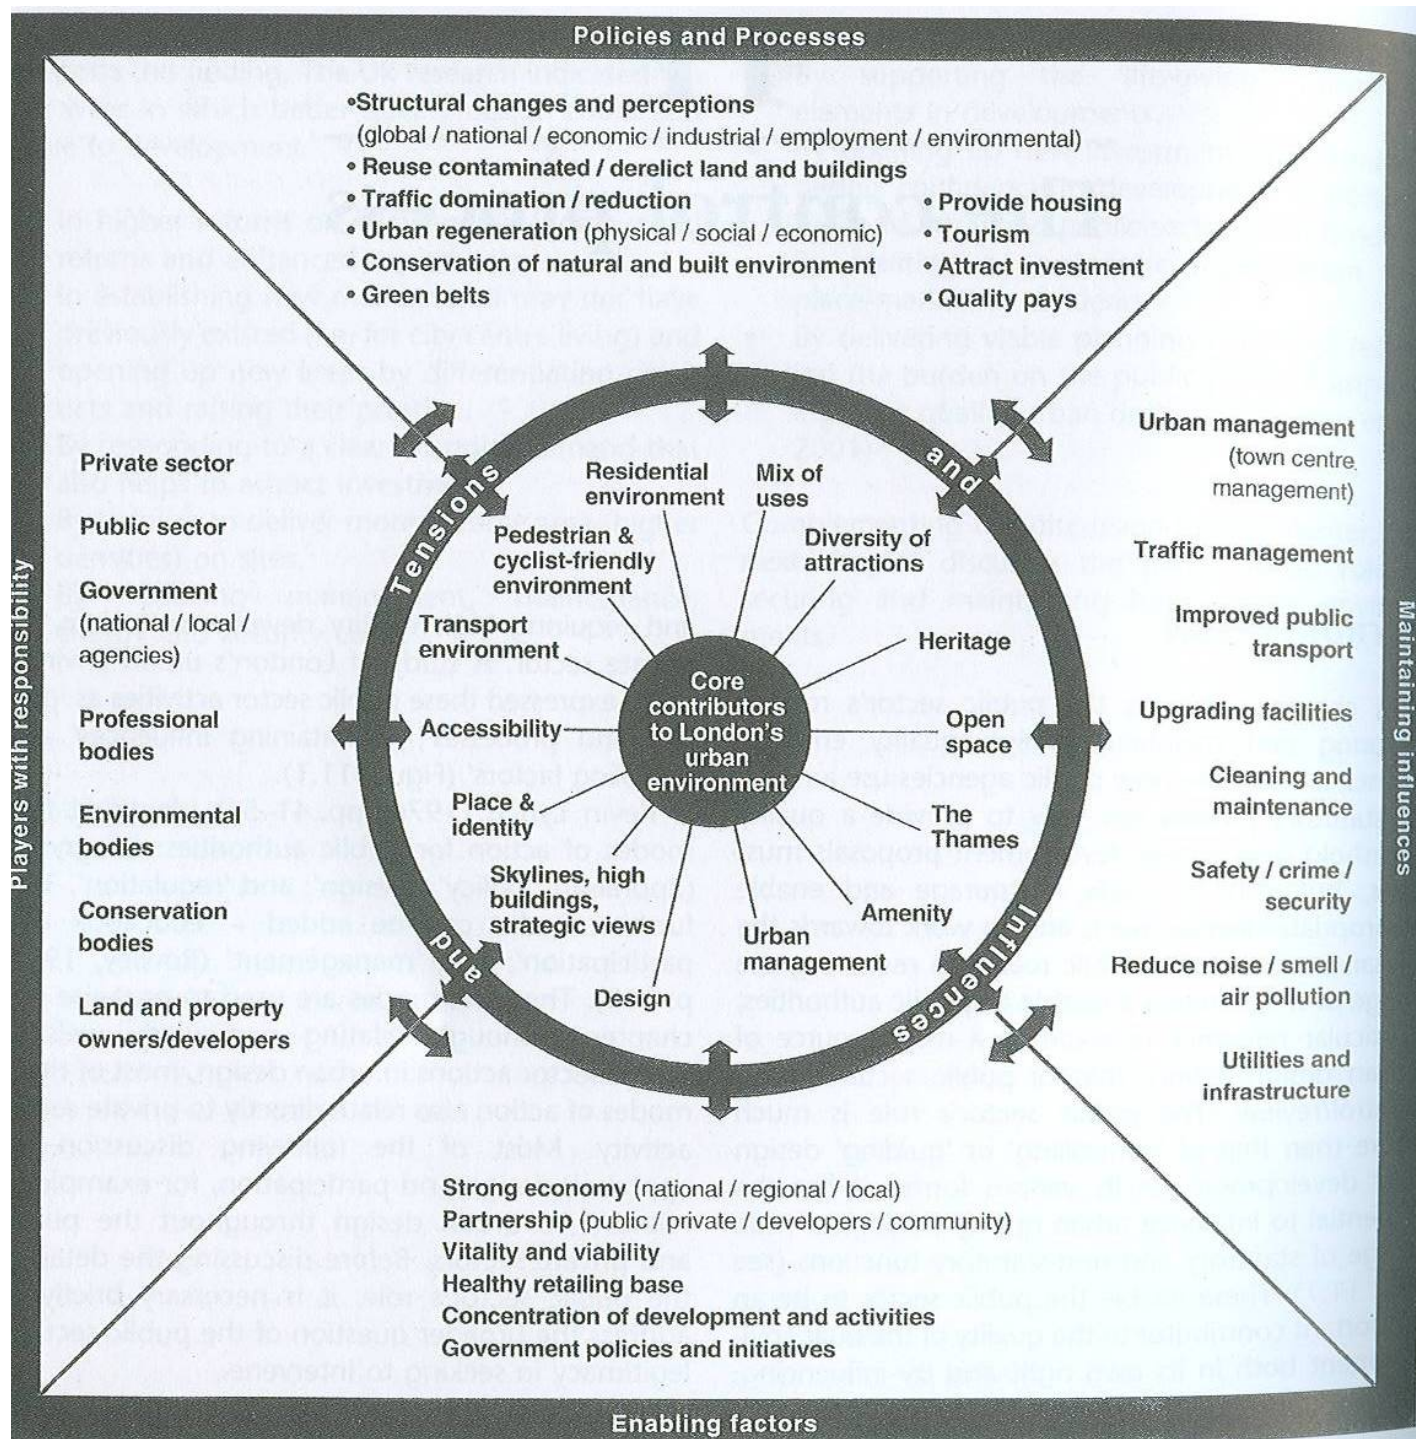 Policies and Processes
•Structural changes and perceptions
(global / national / economic / industrial / employment / environmental)
• Reuse contaminated / derelict land and buildings
• Traffic domination / reduction
• Urban regeneration (physical / social / economic)
• Conservation of natural and built environment
• Green belts
• Provide housing
• Tourism
• Attract investment
• Quality pays
Players with responsibility
Private sector
Public sector
Government
(national / local /
agencies)
Professional
bodies
Environmental
bodies
Conservation
bodies
Land and property
owners/developers
Tensions
and
Influences
and
Residential
environment
Mix of
uses
Pedestrian &
cyclist-friendly
environment
Diversity of
attractions
Transport
environment
Heritage
Accessibility
Core
contributors
to London's
urban
environment
Open
space
Place &
identity
The
Thames
Skylines, high
buildings,
strategic views
Amenity
Urban
management
Design
Maintaining influences
Urban management
(town centre
management)
Traffic management
Improved public
transport
Upgrading facilities
Cleaning and
maintenance
Safety / crime /
security
Reduce noise / smell /
air pollution
Utilities and
infrastructure
Strong economy (national / regional / local)
Partnership (public / private / developers / community)
Vitality and viability
Healthy retailing base
Concentration of development and activities
Government policies and initiatives
Enabling factors